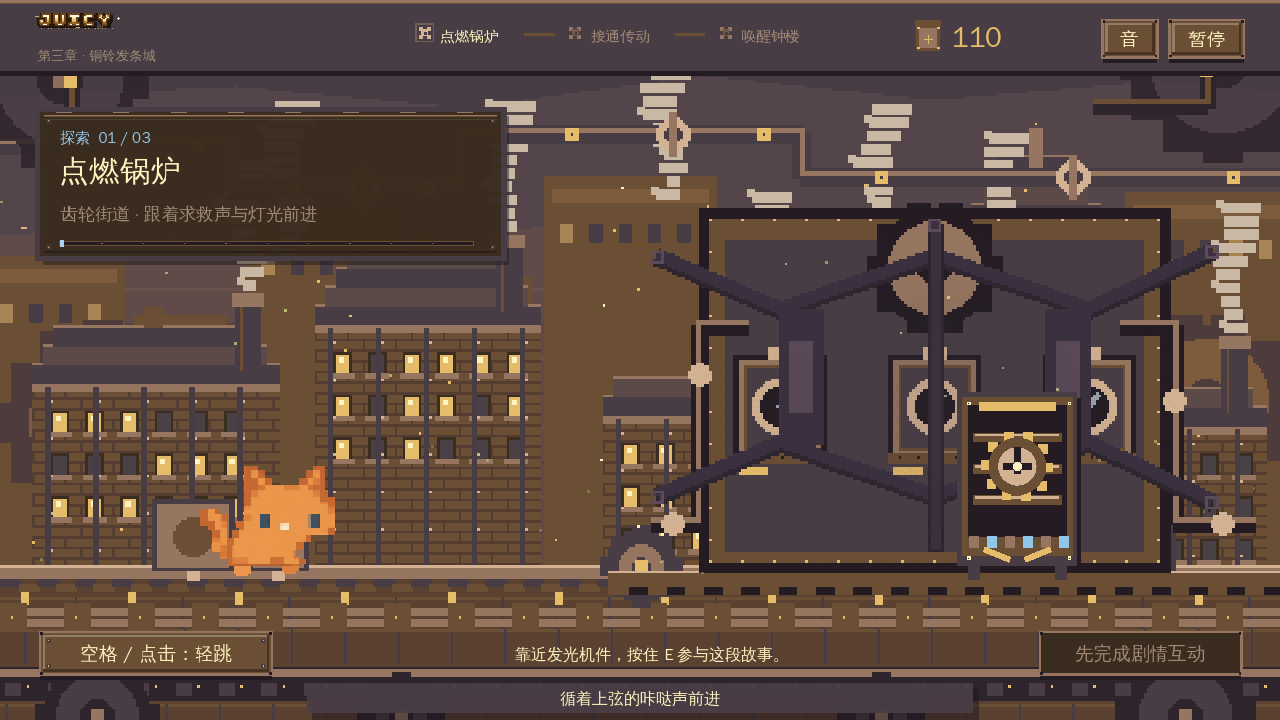 JUICY
第三章 · 铜铃发条城
点燃锅炉
接通传动
唤醒钟楼
110
音
暂停
探索 01 / 03
点燃锅炉
齿轮街道 · 跟着求救声与灯光前进
空格 / 点击：轻跳
靠近发光机件，按住 E 参与这段故事。
先完成剧情互动
循着上弦的咔哒声前进